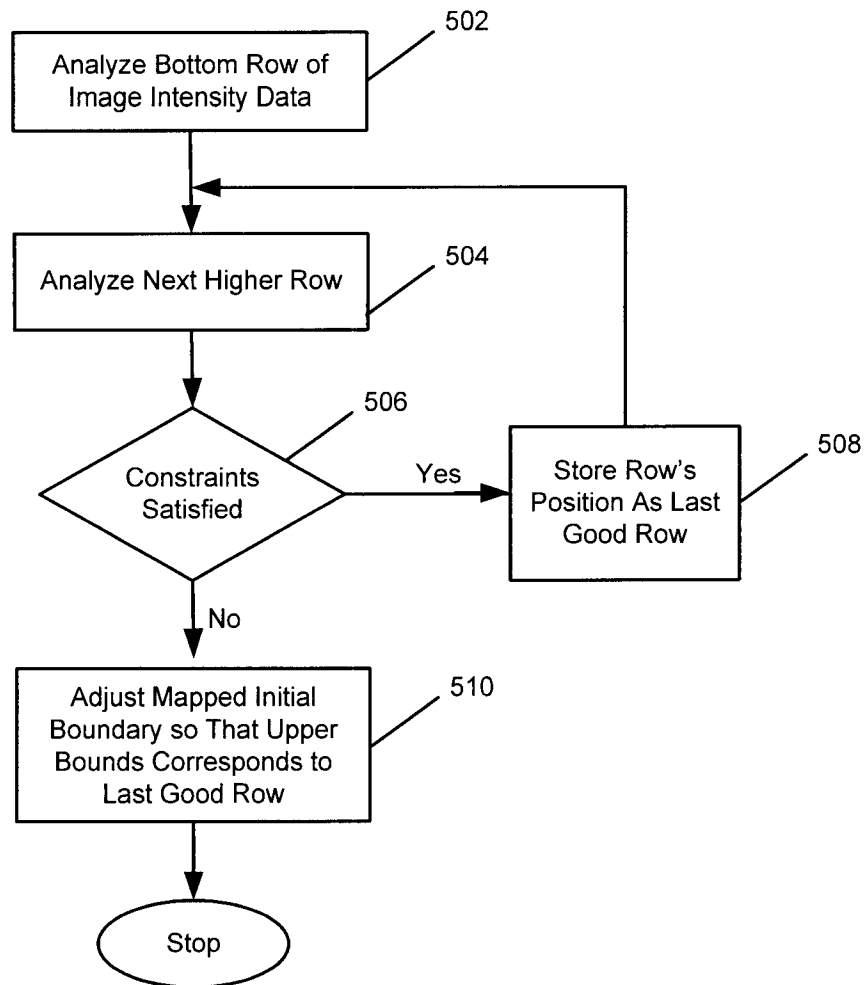 502
Analyze Bottom Row of
Image Intensity Data
504
Analyze Next Higher Row
506
Constraints
Satisfied
Yes
508
Store Row's
Position As Last
Good Row
No
510
Adjust Mapped Initial
Boundary so That Upper
Bounds Corresponds to
Last Good Row
Stop